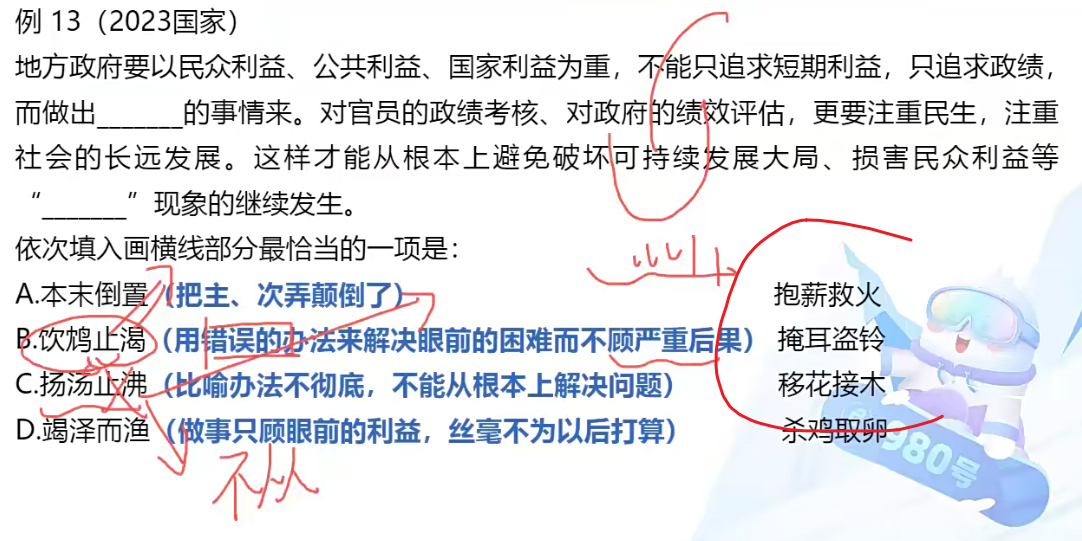 例 13（2023国家）
地方政府要以民众利益、公共利益、国家利益为重，不能只追求短期利益，只追求政绩，
而做出_______的事情来。对官员的政绩考核、对政府的绩效评估，更要注重民生，注重
社会的长远发展。这样才能从根本上避免破坏可持续发展大局、损害民众利益等
“_______”现象的继续发生。
依次填入画横线部分最恰当的一项是：
A.本末倒置（把主、次弄颠倒了） 抱薪救火
B.饮鸩止渴（用错误的办法来解决眼前的困难而不顾严重后果） 掩耳盗铃
C.扬汤止沸（比喻办法不彻底，不能从根本上解决问题） 移花接木
D.竭泽而渔（做事只顾眼前的利益，丝毫不为以后打算） 杀鸡取卵
980号